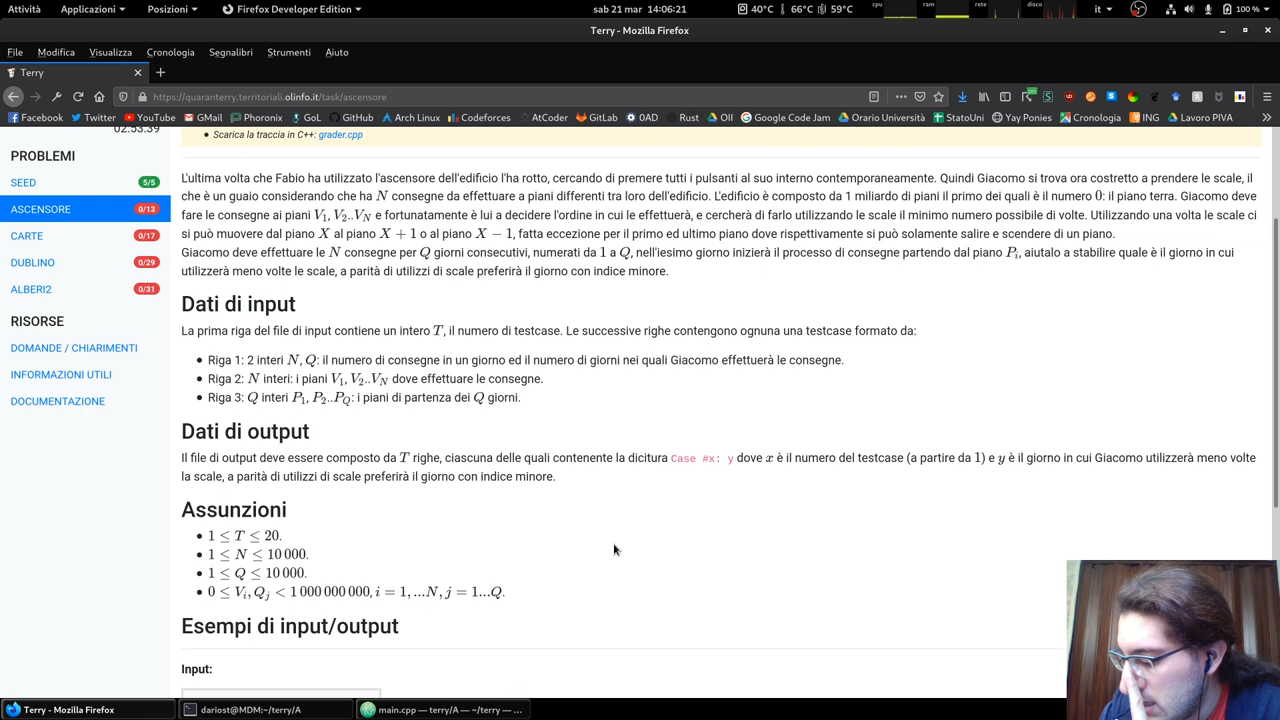 Attività Applicazioni Posizioni Firefox Developer Edition sab 21 mar 14:06:21 40°C 66°C 59°C cpu ram rete disco it 100 %
Terry - Mozilla Firefox
File Modifica Visualizza Cronologia Segnalibri Strumenti Aiuto
Terry
https://quaranterry.territoriali.olinfo.it/task/ascensore
Facebook Twitter YouTube GMail Phoronix GoL GitHub Arch Linux Codeforces AtCoder GitLab 0AD Rust OII Google Code Jam Orario Università StatoUni Yay Ponies Cronologia ING Lavoro PIVA
02:53:39
PROBLEMI
SEED 5/5
ASCENSORE 0/13
CARTE 0/17
DUBLINO 0/29
ALBERI2 0/31
RISORSE
DOMANDE / CHIARIMENTI
INFORMAZIONI UTILI
DOCUMENTAZIONE
Scarica la traccia in C++: grader.cpp
L'ultima volta che Fabio ha utilizzato l'ascensore dell'edificio l'ha rotto, cercando di premere tutti i pulsanti al suo interno contemporaneamente. Quindi Giacomo si trova ora costretto a prendere le scale, il
che è un guaio considerando che ha N consegne da effettuare a piani differenti tra loro dell'edificio. L'edificio è composto da 1 miliardo di piani il primo dei quali è il numero 0: il piano terra. Giacomo deve
fare le consegne ai piani V₁, V₂..V_N e fortunatamente è lui a decidere l'ordine in cui le effettuerà, e cercherà di farlo utilizzando le scale il minimo numero possibile di volte. Utilizzando una volta le scale ci
si può muovere dal piano X al piano X + 1 o al piano X − 1, fatta eccezione per il primo ed ultimo piano dove rispettivamente si può solamente salire e scendere di un piano.
Giacomo deve effettuare le N consegne per Q giorni consecutivi, numerati da 1 a Q, nell'iesimo giorno inizierà il processo di consegne partendo dal piano Pᵢ, aiutalo a stabilire quale è il giorno in cui
utilizzerà meno volte le scale, a parità di utilizzi di scale preferirà il giorno con indice minore.
Dati di input
La prima riga del file di input contiene un intero T, il numero di testcase. Le successive righe contengono ognuna una testcase formato da:
Riga 1: 2 interi N, Q: il numero di consegne in un giorno ed il numero di giorni nei quali Giacomo effettuerà le consegne.
Riga 2: N interi: i piani V₁, V₂..V_N dove effettuare le consegne.
Riga 3: Q interi P₁, P₂..P_Q: i piani di partenza dei Q giorni.
Dati di output
Il file di output deve essere composto da T righe, ciascuna delle quali contenente la dicitura Case #x: y dove x è il numero del testcase (a partire da 1) e y è il giorno in cui Giacomo utilizzerà meno volte
la scale, a parità di utilizzi di scale preferirà il giorno con indice minore.
Assunzioni
1 ≤ T ≤ 20.
1 ≤ N ≤ 10 000.
1 ≤ Q ≤ 10 000.
0 ≤ Vᵢ, Qⱼ < 1 000 000 000, i = 1, ...N, j = 1...Q.
Esempi di input/output
Input:
Terry - Mozilla Firefox dariost@MDM:~/terry/A main.cpp — terry/A — ~/terry — ...